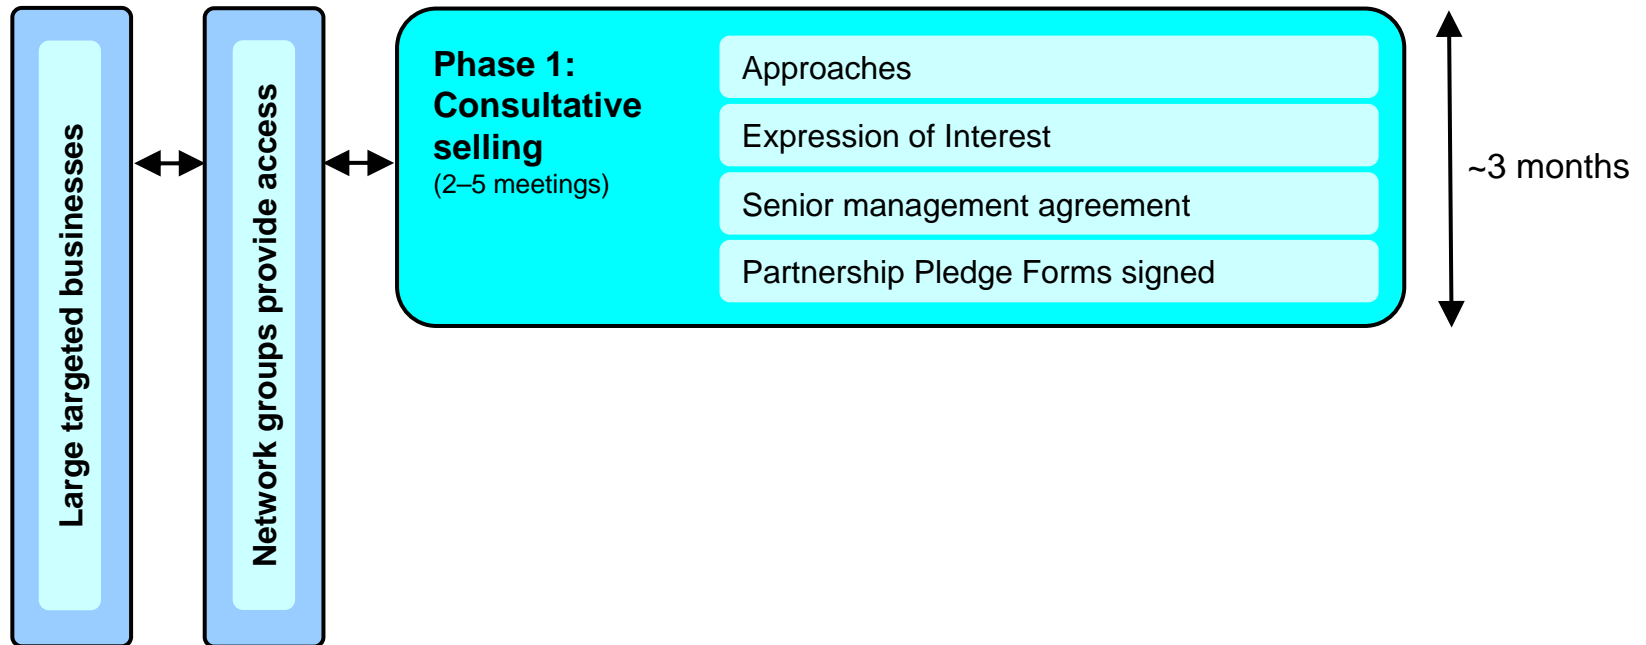 Large targeted businesses
Network groups provide access
Phase 1:
Consultative
selling
(2–5 meetings)
Approaches
Expression of Interest
Senior management agreement
Partnership Pledge Forms signed
~3 months